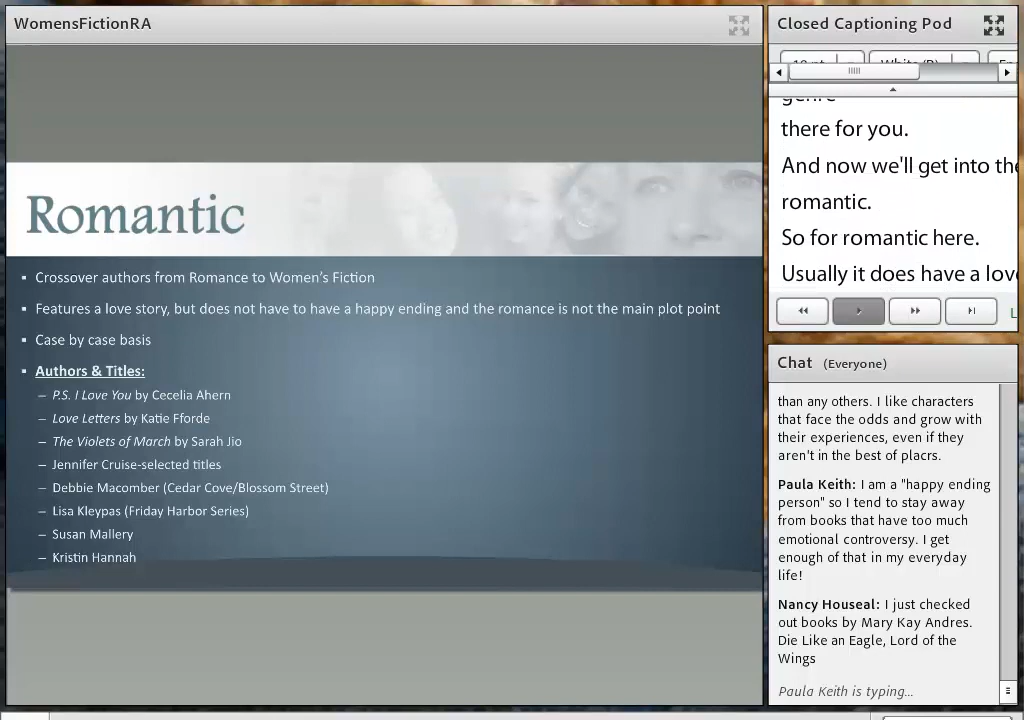 WomensFictionRA
Romantic
▪ Crossover authors from Romance to Women's Fiction
▪ Features a love story, but does not have to have a happy ending and the romance is not the main plot point
▪ Case by case basis
▪ Authors & Titles:
– P.S. I Love You by Cecelia Ahern
– Love Letters by Katie Fforde
– The Violets of March by Sarah Jio
– Jennifer Cruise-selected titles
– Debbie Macomber (Cedar Cove/Blossom Street)
– Lisa Kleypas (Friday Harbor Series)
– Susan Mallery
– Kristin Hannah
Closed Captioning Pod
genre
there for you.
And now we'll get into the
romantic.
So for romantic here.
Usually it does have a lov
Chat (Everyone)
than any others. I like characters
that face the odds and grow with
their experiences, even if they
aren't in the best of placrs.
Paula Keith: I am a "happy ending
person" so I tend to stay away
from books that have too much
emotional controversy. I get
enough of that in my everyday
life!
Nancy Houseal: I just checked
out books by Mary Kay Andres.
Die Like an Eagle, Lord of the
Wings
Paula Keith is typing...